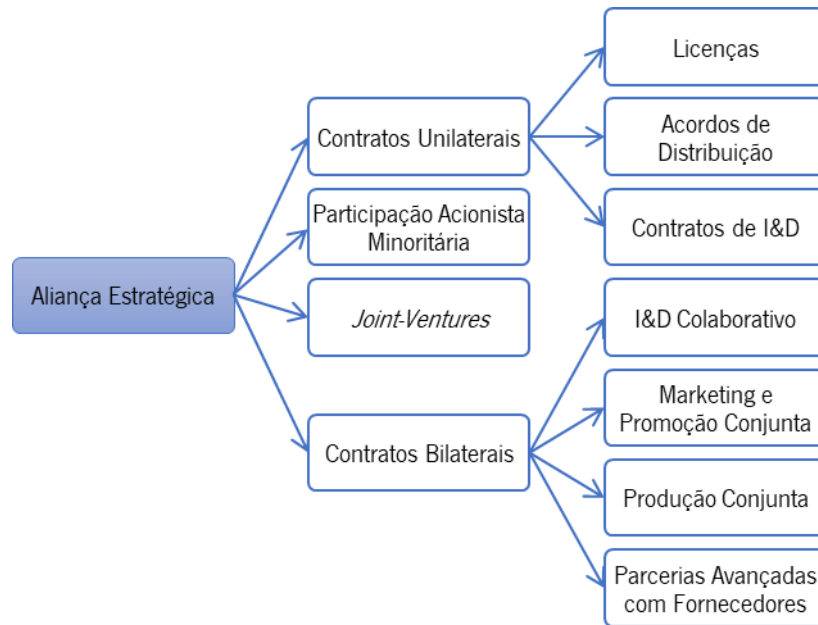 Aliança Estratégica
Contratos Unilaterais
Participação Acionista
Minoritária
Joint-Ventures
Contratos Bilaterais
Licenças
Acordos de
Distribuição
Contratos de I&D
I&D Colaborativo
Marketing e
Promoção Conjunta
Produção Conjunta
Parcerias Avançadas
com Fornecedores